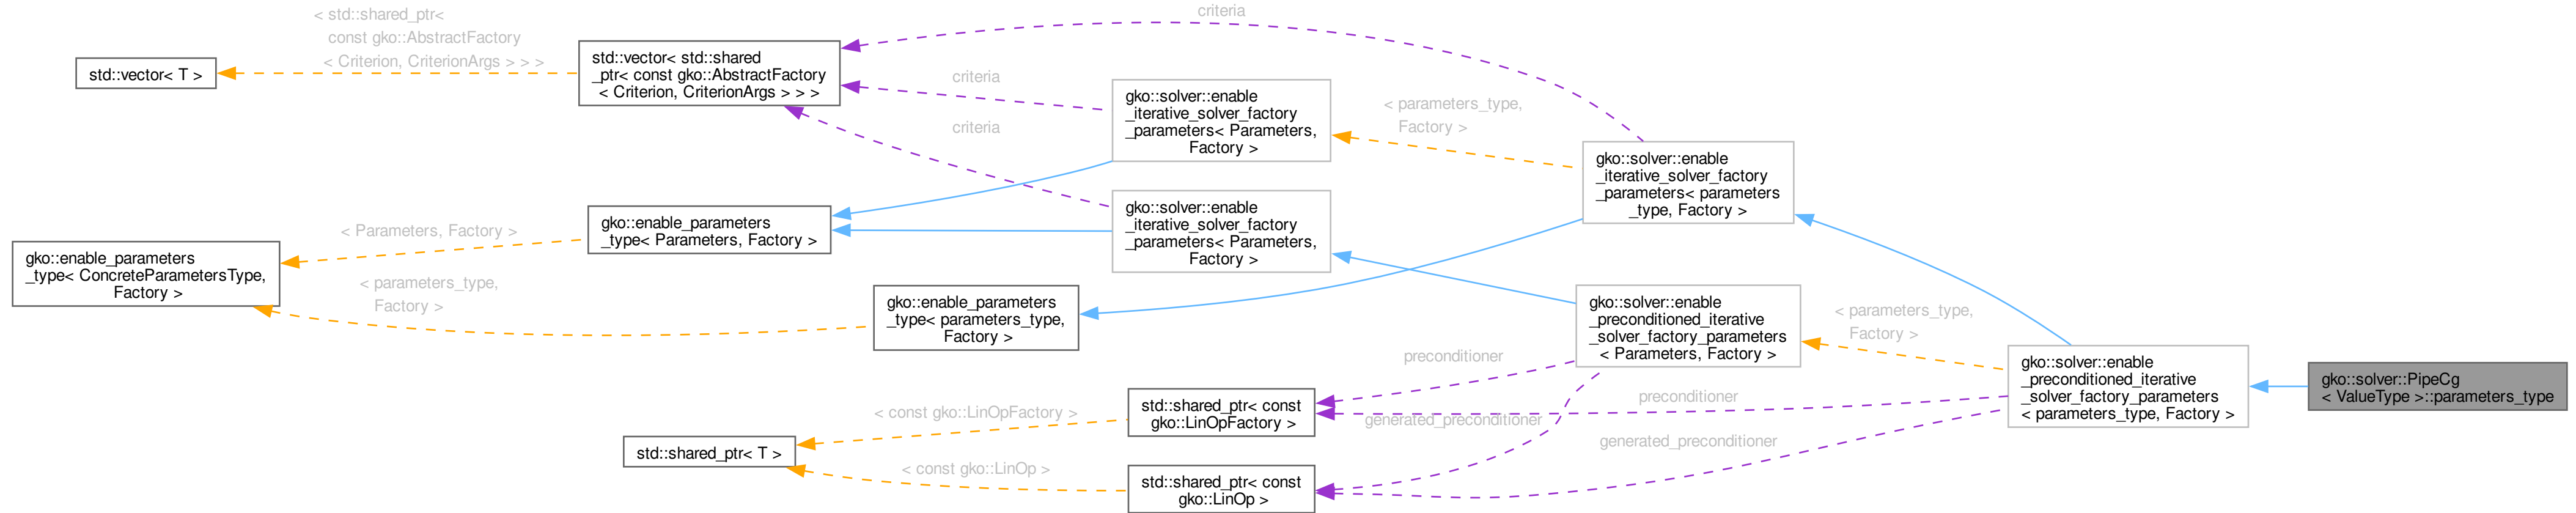 std::vector< T >
< std::shared_ptr<
const gko::AbstractFactory
< Criterion, CriterionArgs > > >
std::vector< std::shared
_ptr< const gko::AbstractFactory
< Criterion, CriterionArgs > > >
criteria
criteria
criteria
gko::solver::enable
_iterative_solver_factory
_parameters< Parameters,
Factory >
< parameters_type,
Factory >
gko::solver::enable
_iterative_solver_factory
_parameters< parameters
_type, Factory >
gko::enable_parameters
_type< ConcreteParametersType,
Factory >
< Parameters, Factory >
gko::enable_parameters
_type< Parameters, Factory >
gko::solver::enable
_iterative_solver_factory
_parameters< Parameters,
Factory >
< parameters_type,
Factory >
gko::enable_parameters
_type< parameters_type,
Factory >
gko::solver::enable
_preconditioned_iterative
_solver_factory_parameters
< Parameters, Factory >
< parameters_type,
Factory >
gko::solver::enable
_preconditioned_iterative
_solver_factory_parameters
< parameters_type, Factory >
gko::solver::PipeCg
< ValueType >::parameters_type
preconditioner
preconditioner
generated_preconditioner
generated_preconditioner
std::shared_ptr< T >
< const gko::LinOpFactory >
std::shared_ptr< const
gko::LinOpFactory >
< const gko::LinOp >
std::shared_ptr< const
gko::LinOp >